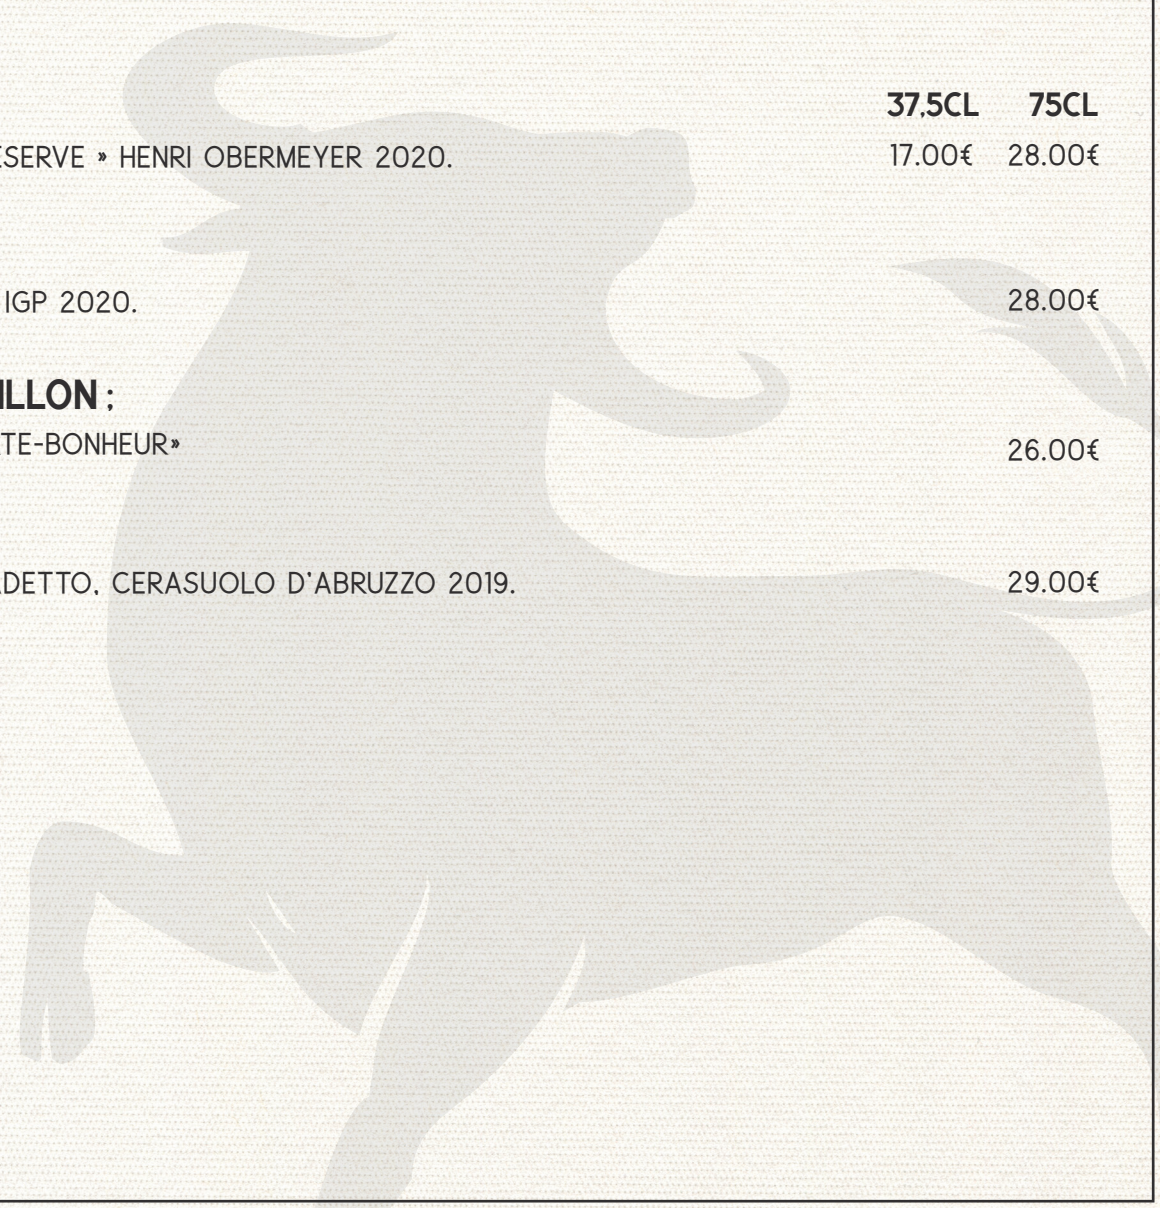 37,5CL 75CL
ESERVE » HENRI OBERMEYER 2020. 17.00€ 28.00€
IGP 2020. 28.00€
ILLON ;
TE-BONHEUR» 26.00€
DETTO, CERASUOLO D'ABRUZZO 2019. 29.00€